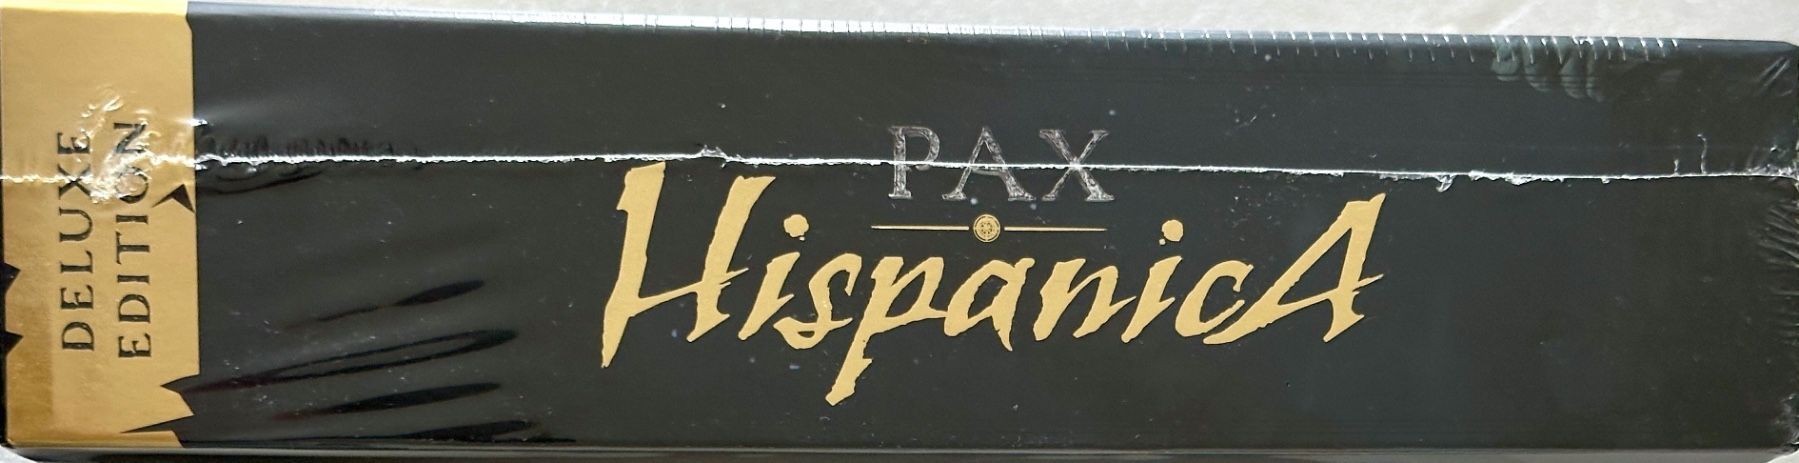 DELUXE
EDITION
PAX
HispanicA